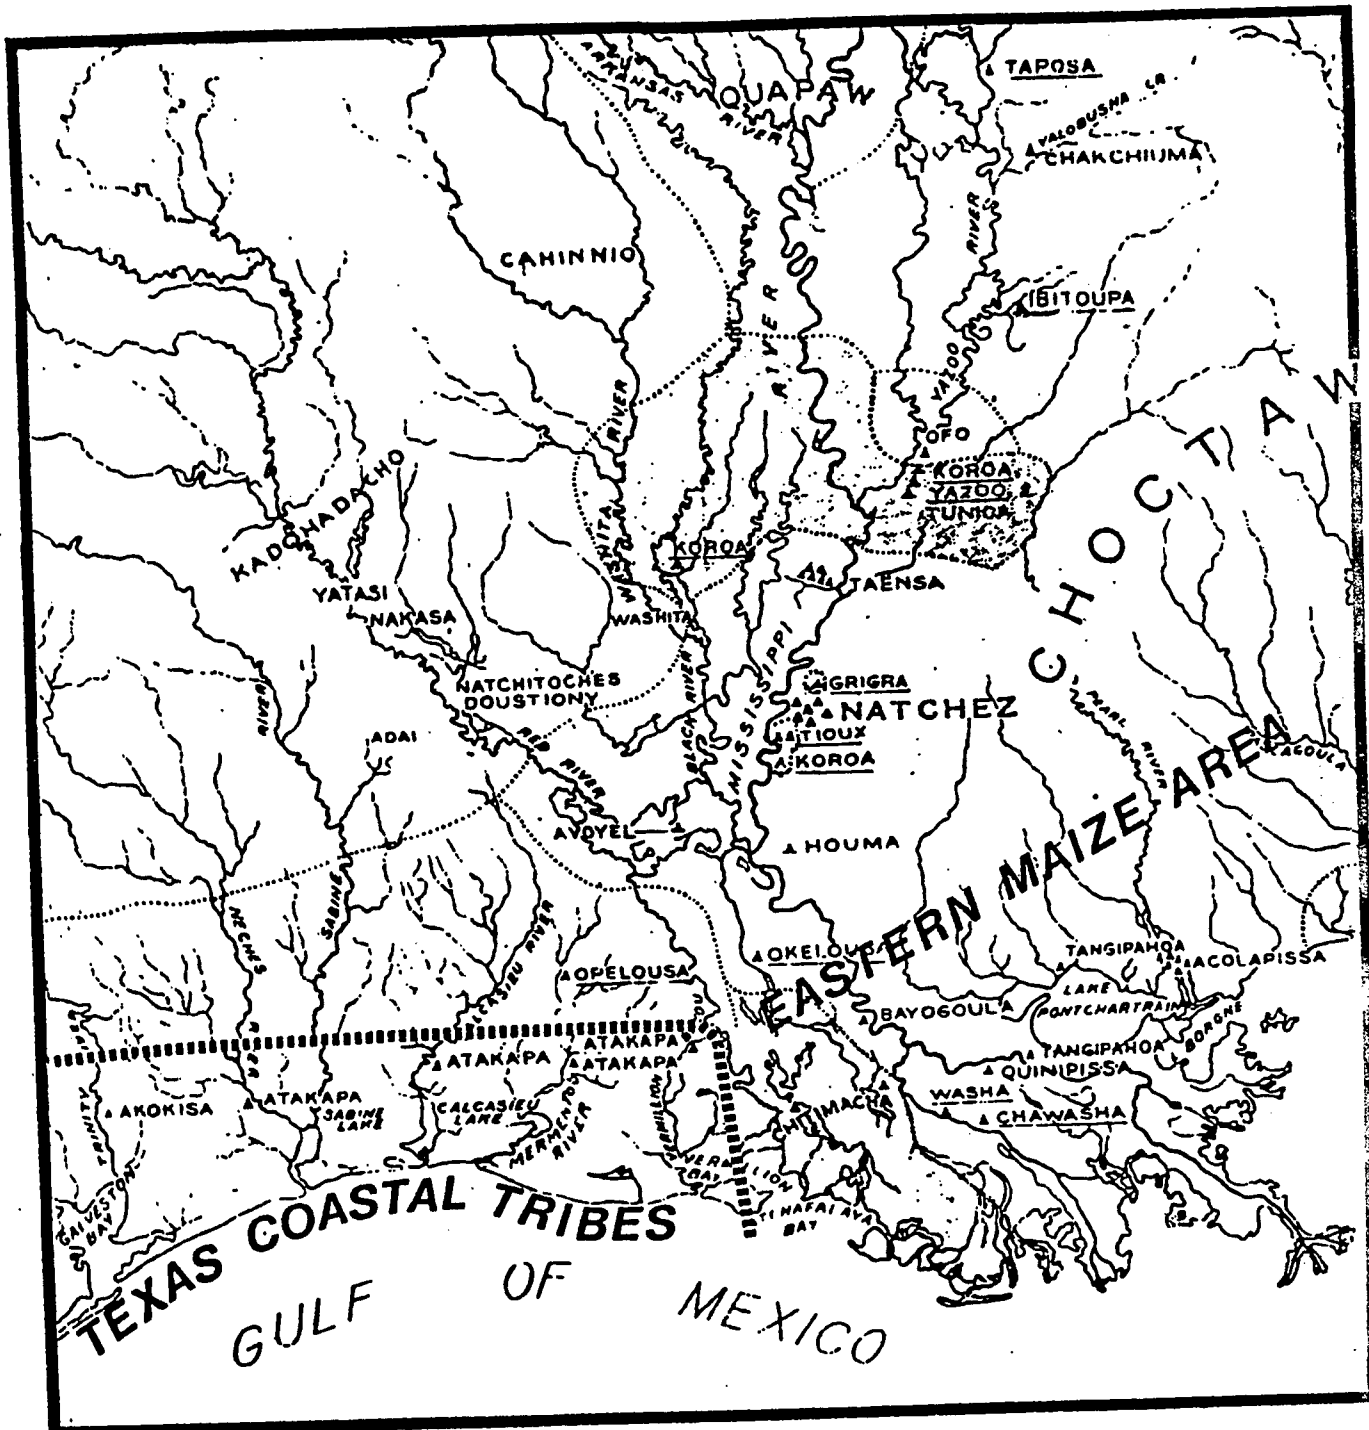 ARKANSAS
RIVER
QUAPAW
TAPOSA
YALOBUSHA
CHAKCHIUMA
RIVER
CAHINNIO
IBITOUPA
RIVER
YAZOO
RIVER
OFO
KOROA
YAZOO
TUNICA
CHOCTAW
KADOHADACHO
WASHITA
KOROA
TAENSA
YATASI
NAKASA
WASHITA
NATCHITOCHES
DOUSTIONY
BLACK RIVER
MISSISSIPPI
GRIGRA
NATCHEZ
TIOUX
KOROA
PEARL
RIVER
RIVER
ADAI
RED
RIVER
AVOYEL
HOUMA
EASTERN MAIZE AREA
NECHES
RIVER
SABINE
RIVER
OKELOUSA
OPELOUSA
TANGIPAHOA
ACOLAPISSA
LAKE
PONTCHARTRAIN
BORGNE
BAYOGOULA
TANGIPAHOA
QUINIPISSA
ATAKAPA
ATAKAPA
ATAKAPA
ATAKAPA
WASHA
CHAWASHA
CHITIMACHA
AKOKISA
TRINITY
SABINE
LAKE
CALCASIEU
LAKE
MERMENTOU
RIVER
VERMILION
BAY
BAY
GALVESTON
BAY
TEXAS COASTAL TRIBES
GULF OF MEXICO